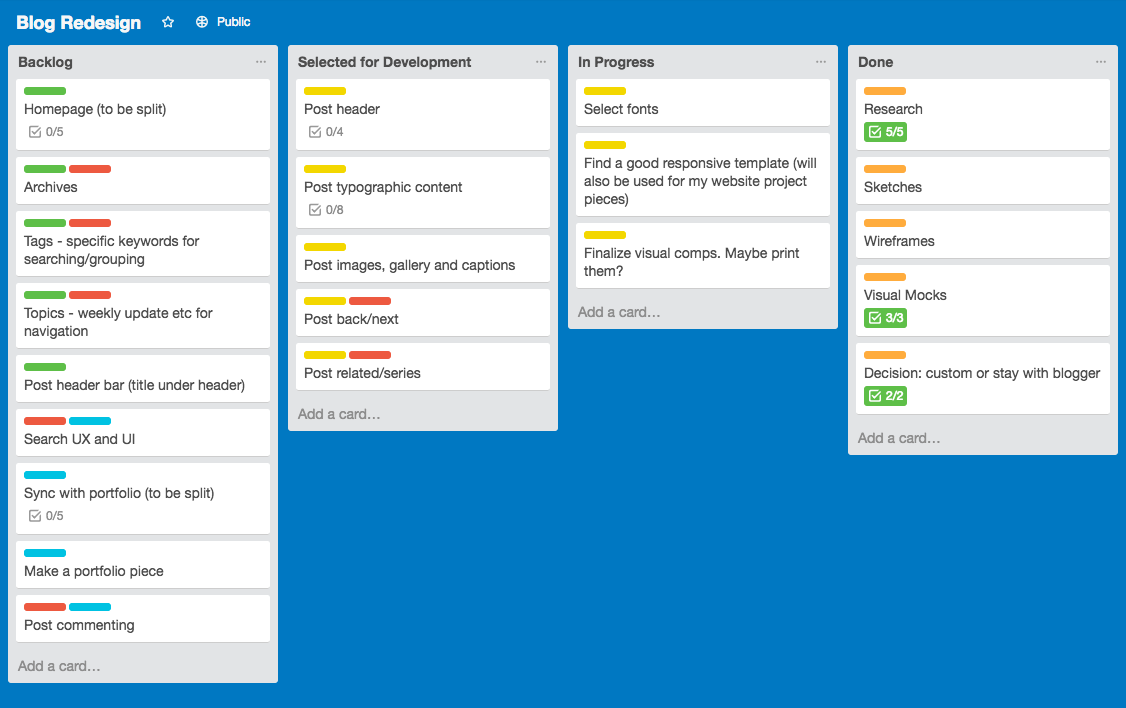 Blog Redesign Public
Backlog ...
Homepage (to be split)
0/5
Archives
Tags - specific keywords for
searching/grouping
Topics - weekly update etc for
navigation
Post header bar (title under header)
Search UX and UI
Sync with portfolio (to be split)
0/5
Make a portfolio piece
Post commenting
Add a card…
Selected for Development ...
Post header
0/4
Post typographic content
0/8
Post images, gallery and captions
Post back/next
Post related/series
Add a card…
In Progress ...
Select fonts
Find a good responsive template (will
also be used for my website project
pieces)
Finalize visual comps. Maybe print
them?
Add a card…
Done ...
Research
5/5
Sketches
Wireframes
Visual Mocks
3/3
Decision: custom or stay with blogger
2/2
Add a card…